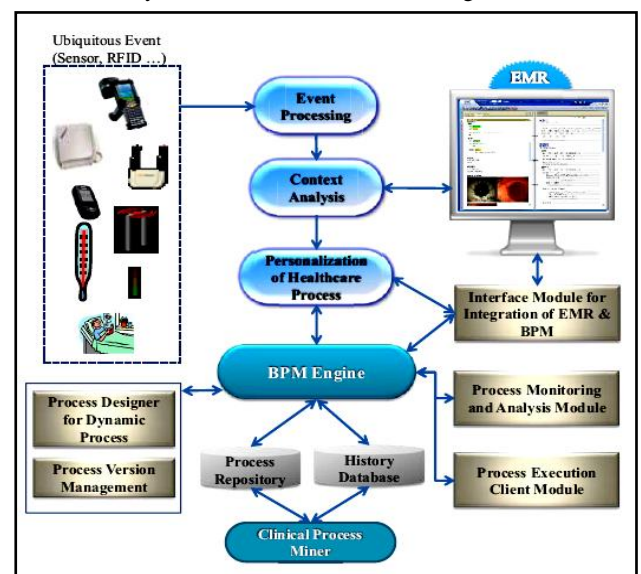 Ubiquitous Event
(Sensor, RFID ...)
EMR
Event
Processing
Context
Analysis
Personalization
of Healthcare
Process
Interface Module for
Integration of EMR &
BPM
BPM Engine
Process Designer
for Dynamic
Process
Process Version
Management
Process Monitoring
and Analysis Module
Process
Repository
History
Database
Process Execution
Client Module
Clinical Process
Miner